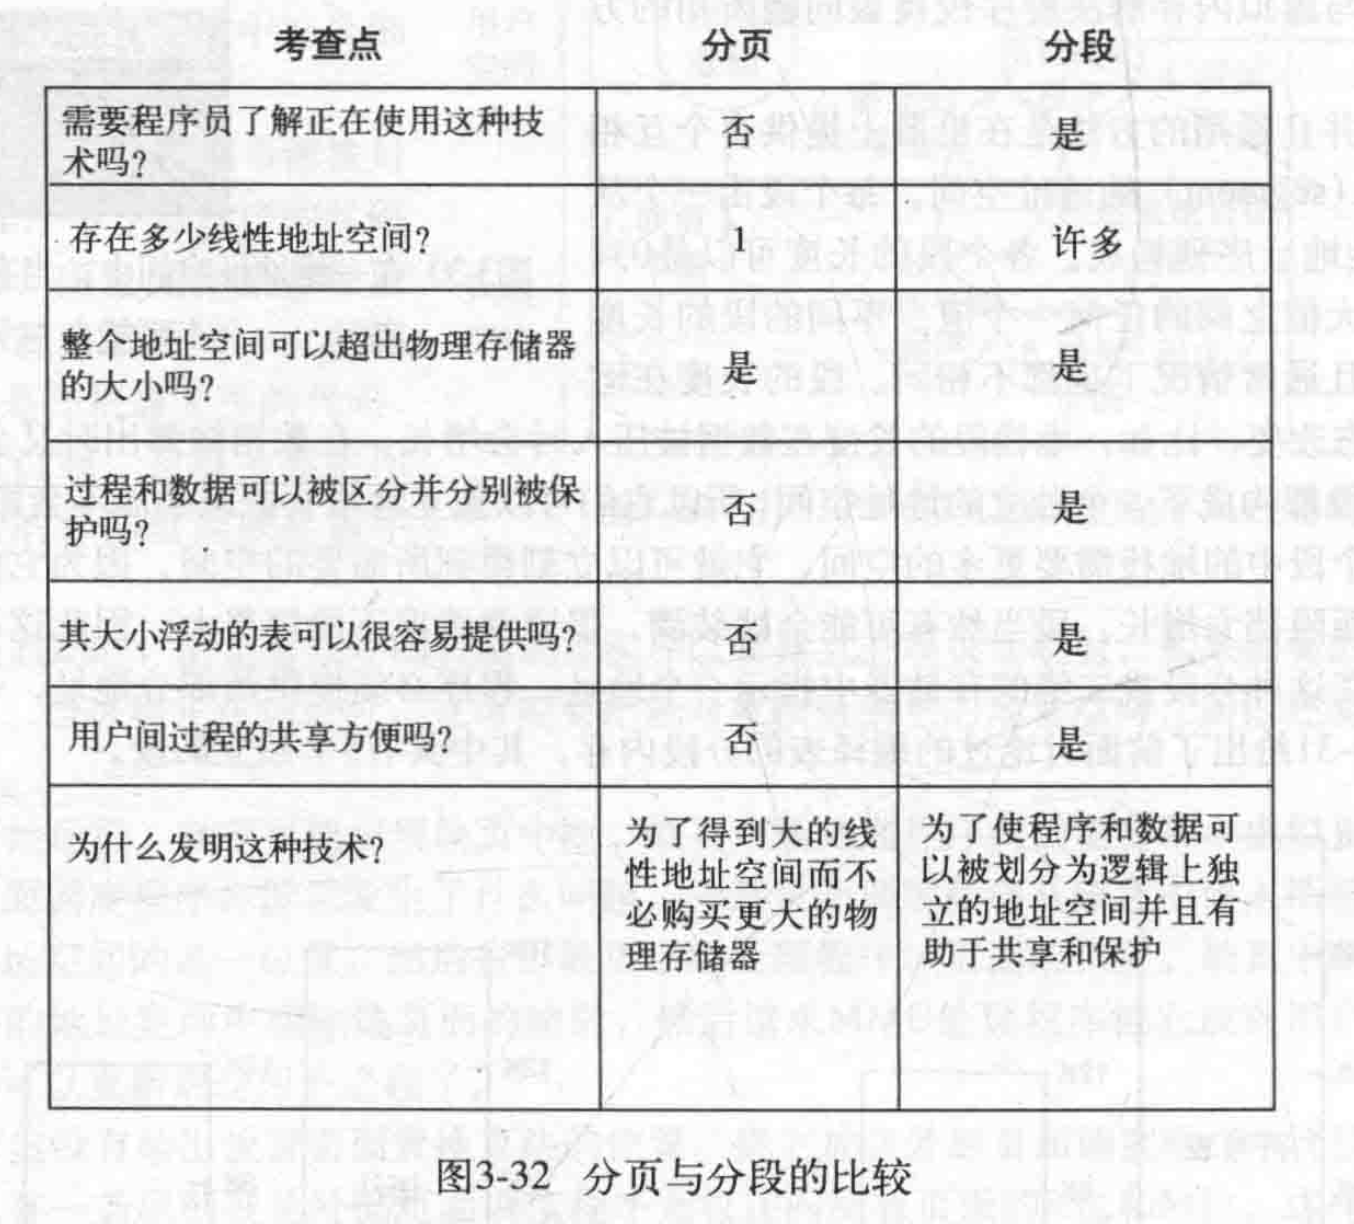 考查点 分页 分段
需要程序员了解正在使用这种技
术吗? 否 是
存在多少线性地址空间? 1 许多
整个地址空间可以超出物理存储器
的大小吗? 是 是
过程和数据可以被区分并分别被保
护吗? 否 是
其大小浮动的表可以很容易提供吗? 否 是
用户间过程的共享方便吗? 否 是
为什么发明这种技术?
为了得到大的线
性地址空间而不
必购买更大的物
理存储器
为了使程序和数据可
以被划分为逻辑上独
立的地址空间并且有
助于共享和保护
图3-32 分页与分段的比较